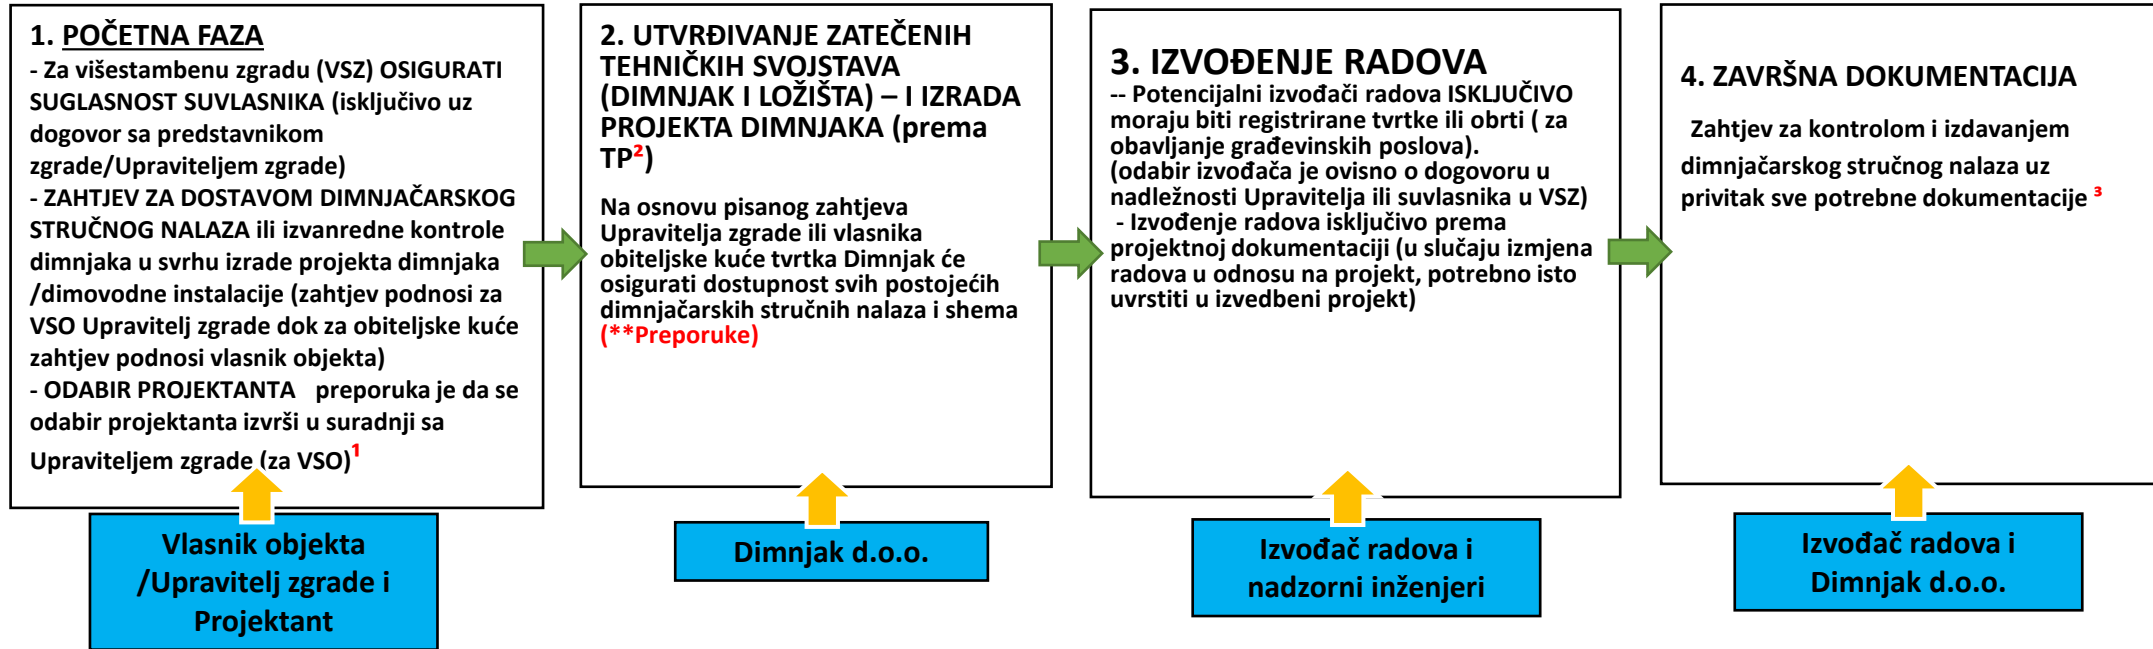 1. POČETNA FAZA
- Za višestambenu zgradu (VSZ) OSIGURATI
SUGLASNOST SUVLASNIKA (isključivo uz
dogovor sa predstavnikom
zgrade/Upraviteljem zgrade)
- ZAHTJEV ZA DOSTAVOM DIMNJAČARSKOG
STRUČNOG NALAZA ili izvanredne kontrole
dimnjaka u svrhu izrade projekta dimnjaka
/dimovodne instalacije (zahtjev podnosi za
VSO Upravitelj zgrade dok za obiteljske kuće
zahtjev podnosi vlasnik objekta)
- ODABIR PROJEKTANTA preporuka je da se
odabir projektanta izvrši u suradnji sa
Upraviteljem zgrade (za VSO)¹
Vlasnik objekta
/Upravitelj zgrade i
Projektant
2. UTVRĐIVANJE ZATEČENIH
TEHNIČKIH SVOJSTAVA
(DIMNJAK I LOŽIŠTA) – I IZRADA
PROJEKTA DIMNJAKA (prema
TP²)
Na osnovu pisanog zahtjeva
Upravitelja zgrade ili vlasnika
obiteljske kuće tvrtka Dimnjak će
osigurati dostupnost svih postojećih
dimnjačarskih stručnih nalaza i shema
(**Preporuke)
Dimnjak d.o.o.
3. IZVOĐENJE RADOVA
-- Potencijalni izvođači radova ISKLJUČIVO
moraju biti registrirane tvrtke ili obrti ( za
obavljanje građevinskih poslova).
(odabir izvođača je ovisno o dogovoru u
nadležnosti Upravitelja ili suvlasnika u VSZ)
- Izvođenje radova isključivo prema
projektnoj dokumentaciji (u slučaju izmjena
radova u odnosu na projekt, potrebno isto
uvrstiti u izvedbeni projekt)
Izvođač radova i
nadzorni inženjeri
4. ZAVRŠNA DOKUMENTACIJA
Zahtjev za kontrolom i izdavanjem
dimnjačarskog stručnog nalaza uz
privitak sve potrebne dokumentacije ³
Izvođač radova i
Dimnjak d.o.o.